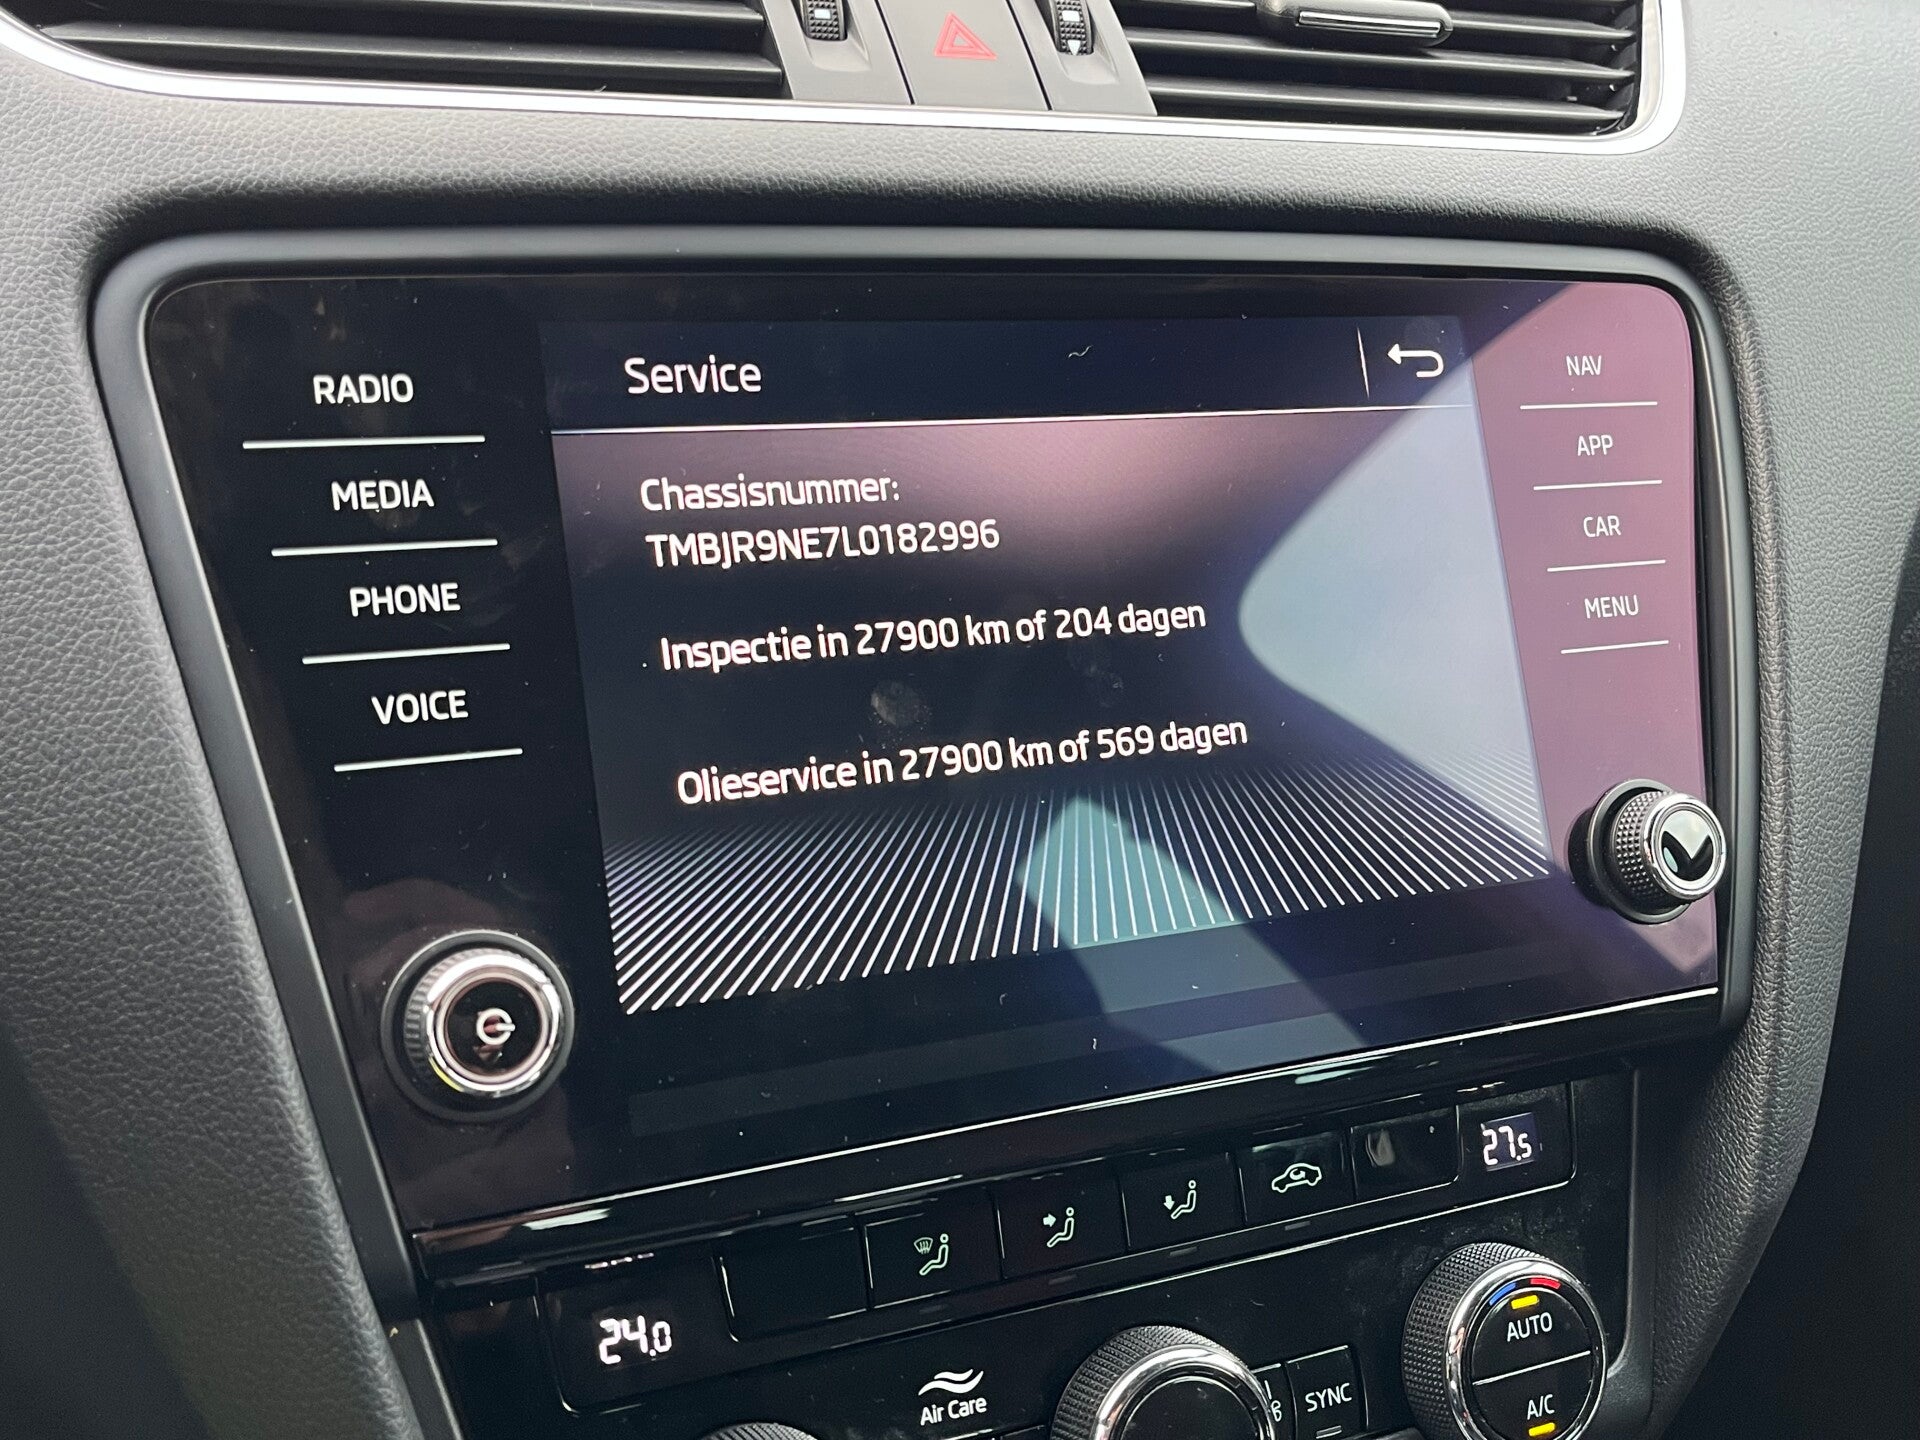 RADIO
MEDIA
PHONE
VOICE
Service
Chassisnummer:
TMBJR9NE7L0182996
Inspectie in 27900 km of 204 dagen
Olieservice in 27900 km of 569 dagen
NAV
APP
CAR
MENU
27.5
24.0
Air Care
SYNC
AUTO
A/C